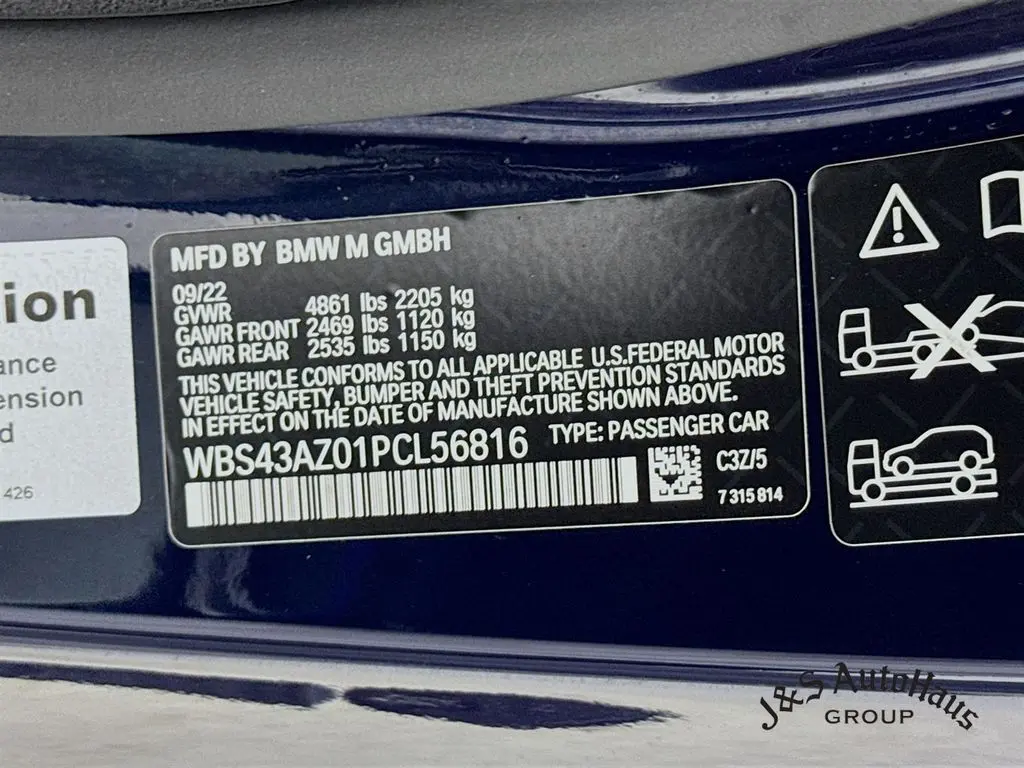 ion
ance
ension
d
426
MFD BY BMW M GMBH
09/22
GVWR 4861 lbs 2205 kg
GAWR FRONT 2469 lbs 1120 kg
GAWR REAR 2535 lbs 1150 kg
THIS VEHICLE CONFORMS TO ALL APPLICABLE U.S.FEDERAL MOTOR
VEHICLE SAFETY, BUMPER AND THEFT PREVENTION STANDARDS
IN EFFECT ON THE DATE OF MANUFACTURE SHOWN ABOVE.
WBS43AZ01PCL56816 TYPE: PASSENGER CAR
C3Z/5
7 315 814
J&S AutoHaus
GROUP